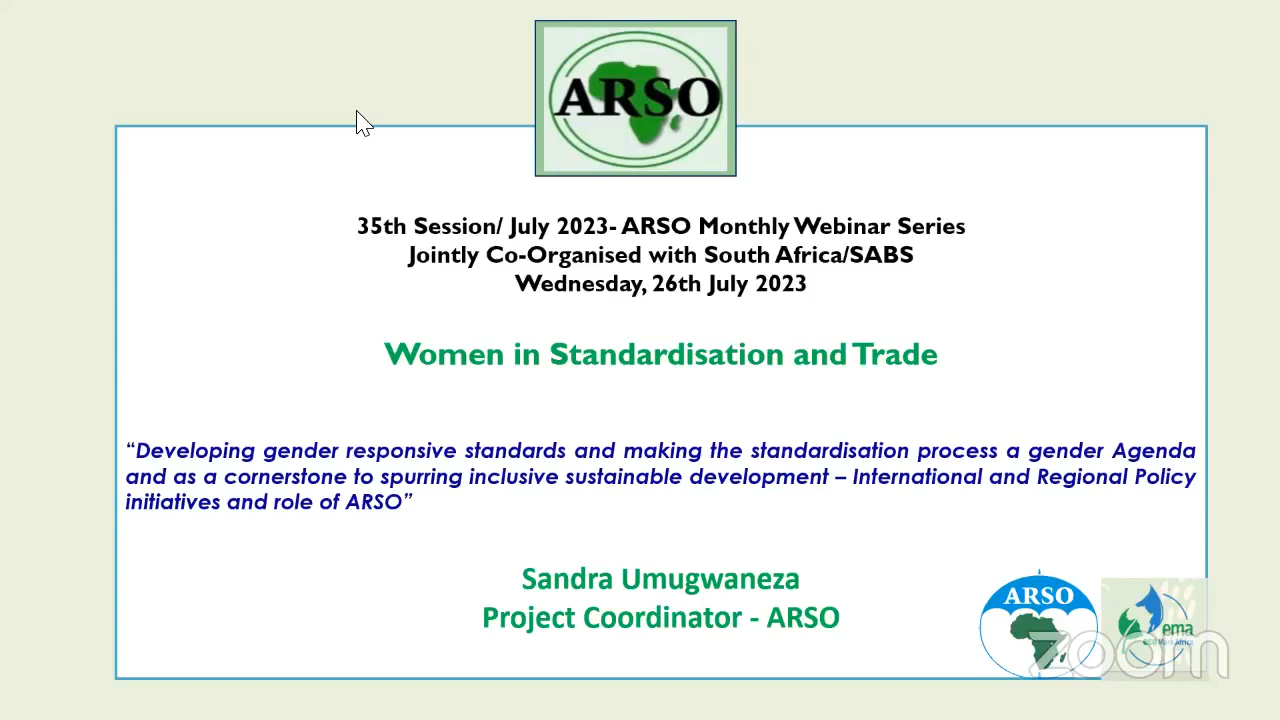 ARSO
35th Session/ July 2023- ARSO Monthly Webinar Series
Jointly Co-Organised with South Africa/SABS
Wednesday, 26th July 2023
Women in Standardisation and Trade
“Developing gender responsive standards and making the standardisation process a gender Agenda
and as a cornerstone to spurring inclusive sustainable development – International and Regional Policy
initiatives and role of ARSO”
Sandra Umugwaneza
Project Coordinator - ARSO
ARSO
ema
eco Mark Africa
zoom